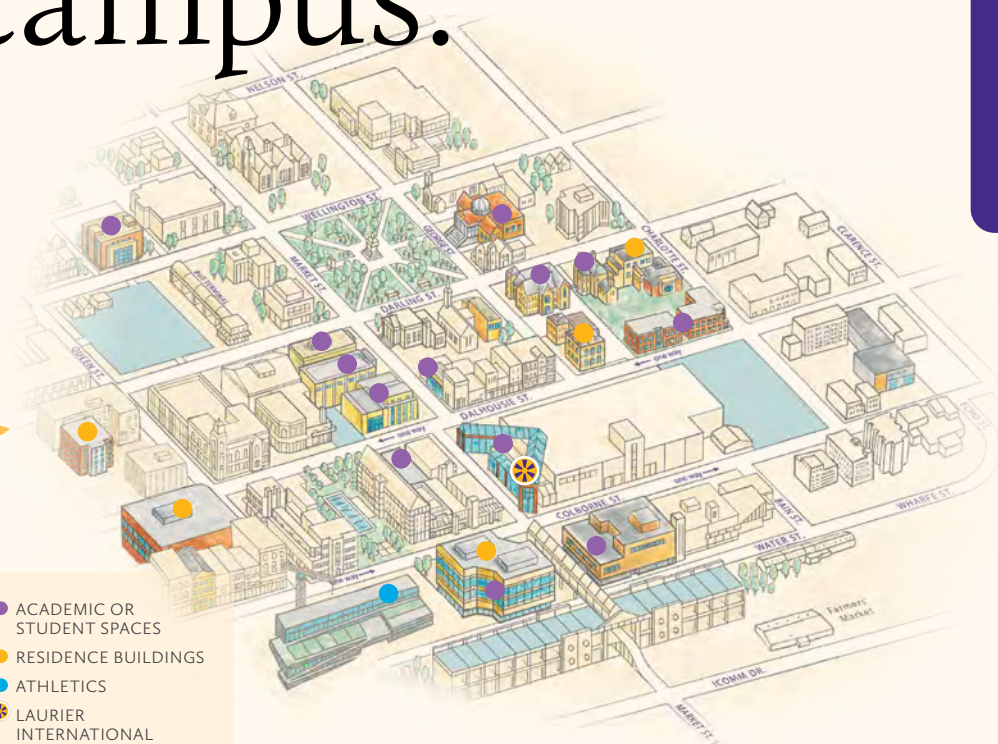 campus.
NELSON ST.
WELLINGTON ST.
GEORGE ST.
CHARLOTTE ST.
CLARENCE ST.
MARKET ST.
BUS TERMINAL
DARLING ST.
QUEEN ST.
one way
DALHOUSIE ST.
one way
one way
COLBORNE ST.
BAIN ST.
WHARFE ST.
WATER ST.
one way
Farmers'
Market
ICOMM DR.
MARKET ST. S
ACADEMIC OR
STUDENT SPACES
RESIDENCE BUILDINGS
ATHLETICS
LAURIER
INTERNATIONAL